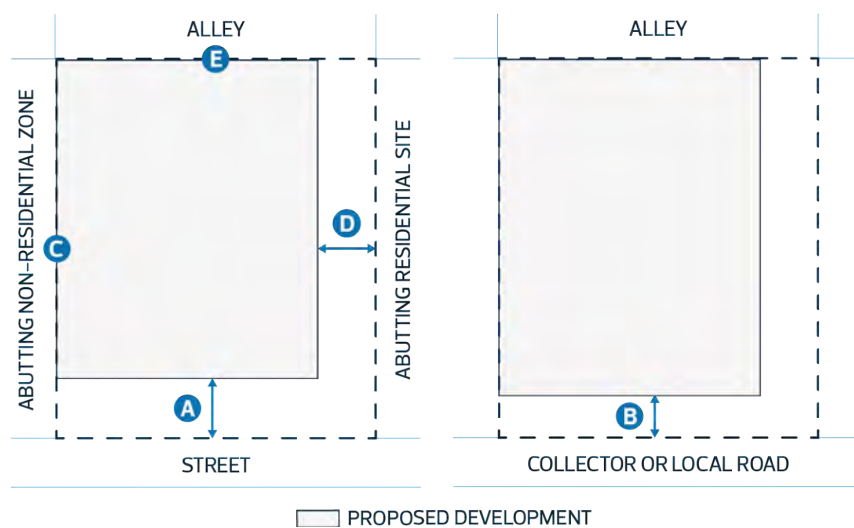 ALLEY
E
ABUTTING NON-RESIDENTIAL ZONE
C
D
ABUTTING RESIDENTIAL SITE
A
STREET
ALLEY
B
COLLECTOR OR LOCAL ROAD
PROPOSED DEVELOPMENT